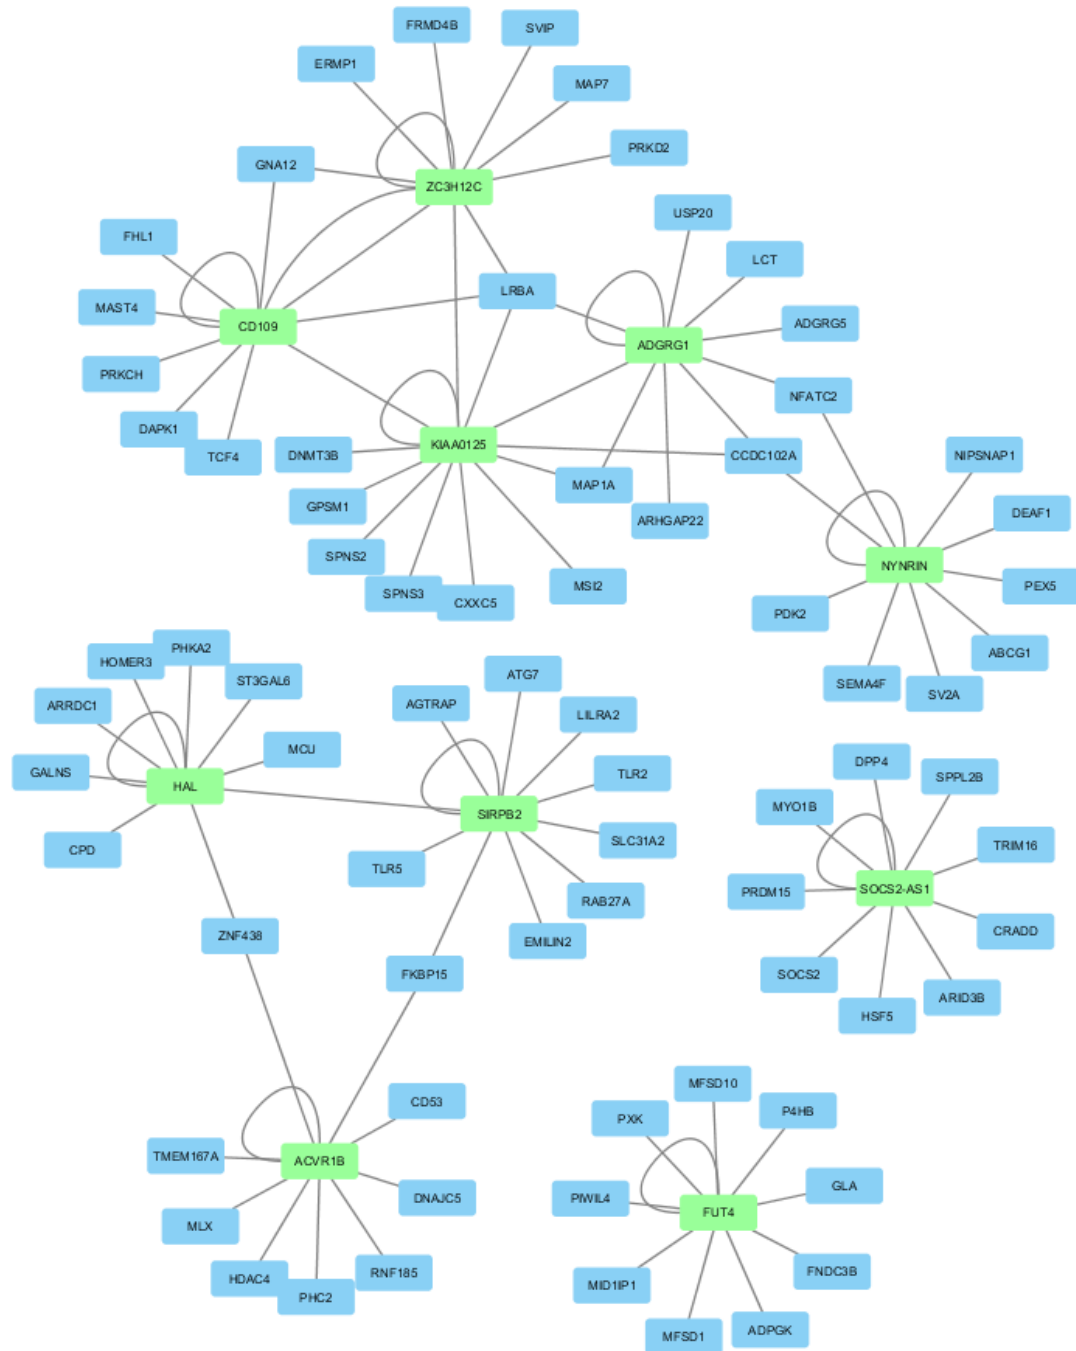 FRMD4B
SVIP
ERMP1
MAP7
PRKD2
GNA12
ZC3H12C
USP20
FHL1
LCT
LRBA
MAST4
ADGRG5
CD109
ADGRG1
PRKCH
NFATC2
DAPK1
KIAA0125
TCF4
DNMT3B
CCDC102A
NIPSNAP1
MAP1A
GPSM1
DEAF1
ARHGAP22
SPNS2
NYNRIN
SPNS3
MSI2
PEX5
CXXC5
PDK2
ABCG1
SEMA4F
SV2A
PHKA2
HOMER3
ST3GAL6
ATG7
ARRDC1
AGTRAP
LILRA2
MCU
DPP4
GALNS
TLR2
SPPL2B
HAL
MYO1B
SIRPB2
SLC31A2
TRIM16
CPD
TLR5
SOCS2-AS1
PRDM15
RAB27A
CRADD
ZNF438
EMILIN2
FKBP15
SOCS2
ARID3B
HSF5
MFSD10
CD53
PXK
P4HB
TMEM167A
ACVR1B
GLA
DNAJC5
PIWIL4
FUT4
MLX
RNF185
FNDC3B
HDAC4
MID1IP1
PHC2
ADPGK
MFSD1